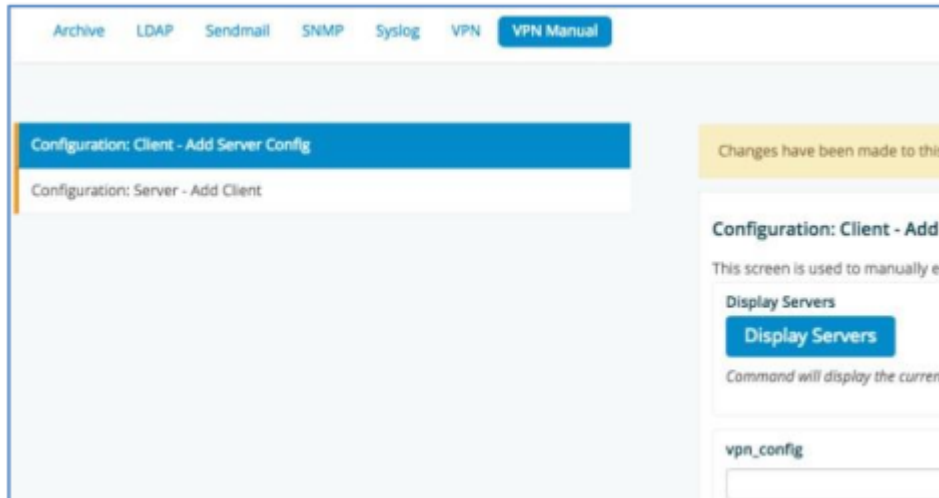 Archive LDAP Sendmail SNMP Syslog VPN VPN Manual
Configuration: Client - Add Server Config
Configuration: Server - Add Client
Changes have been made to this
Configuration: Client - Add
This screen is used to manually e
Display Servers
Display Servers
Command will display the curren
vpn_config